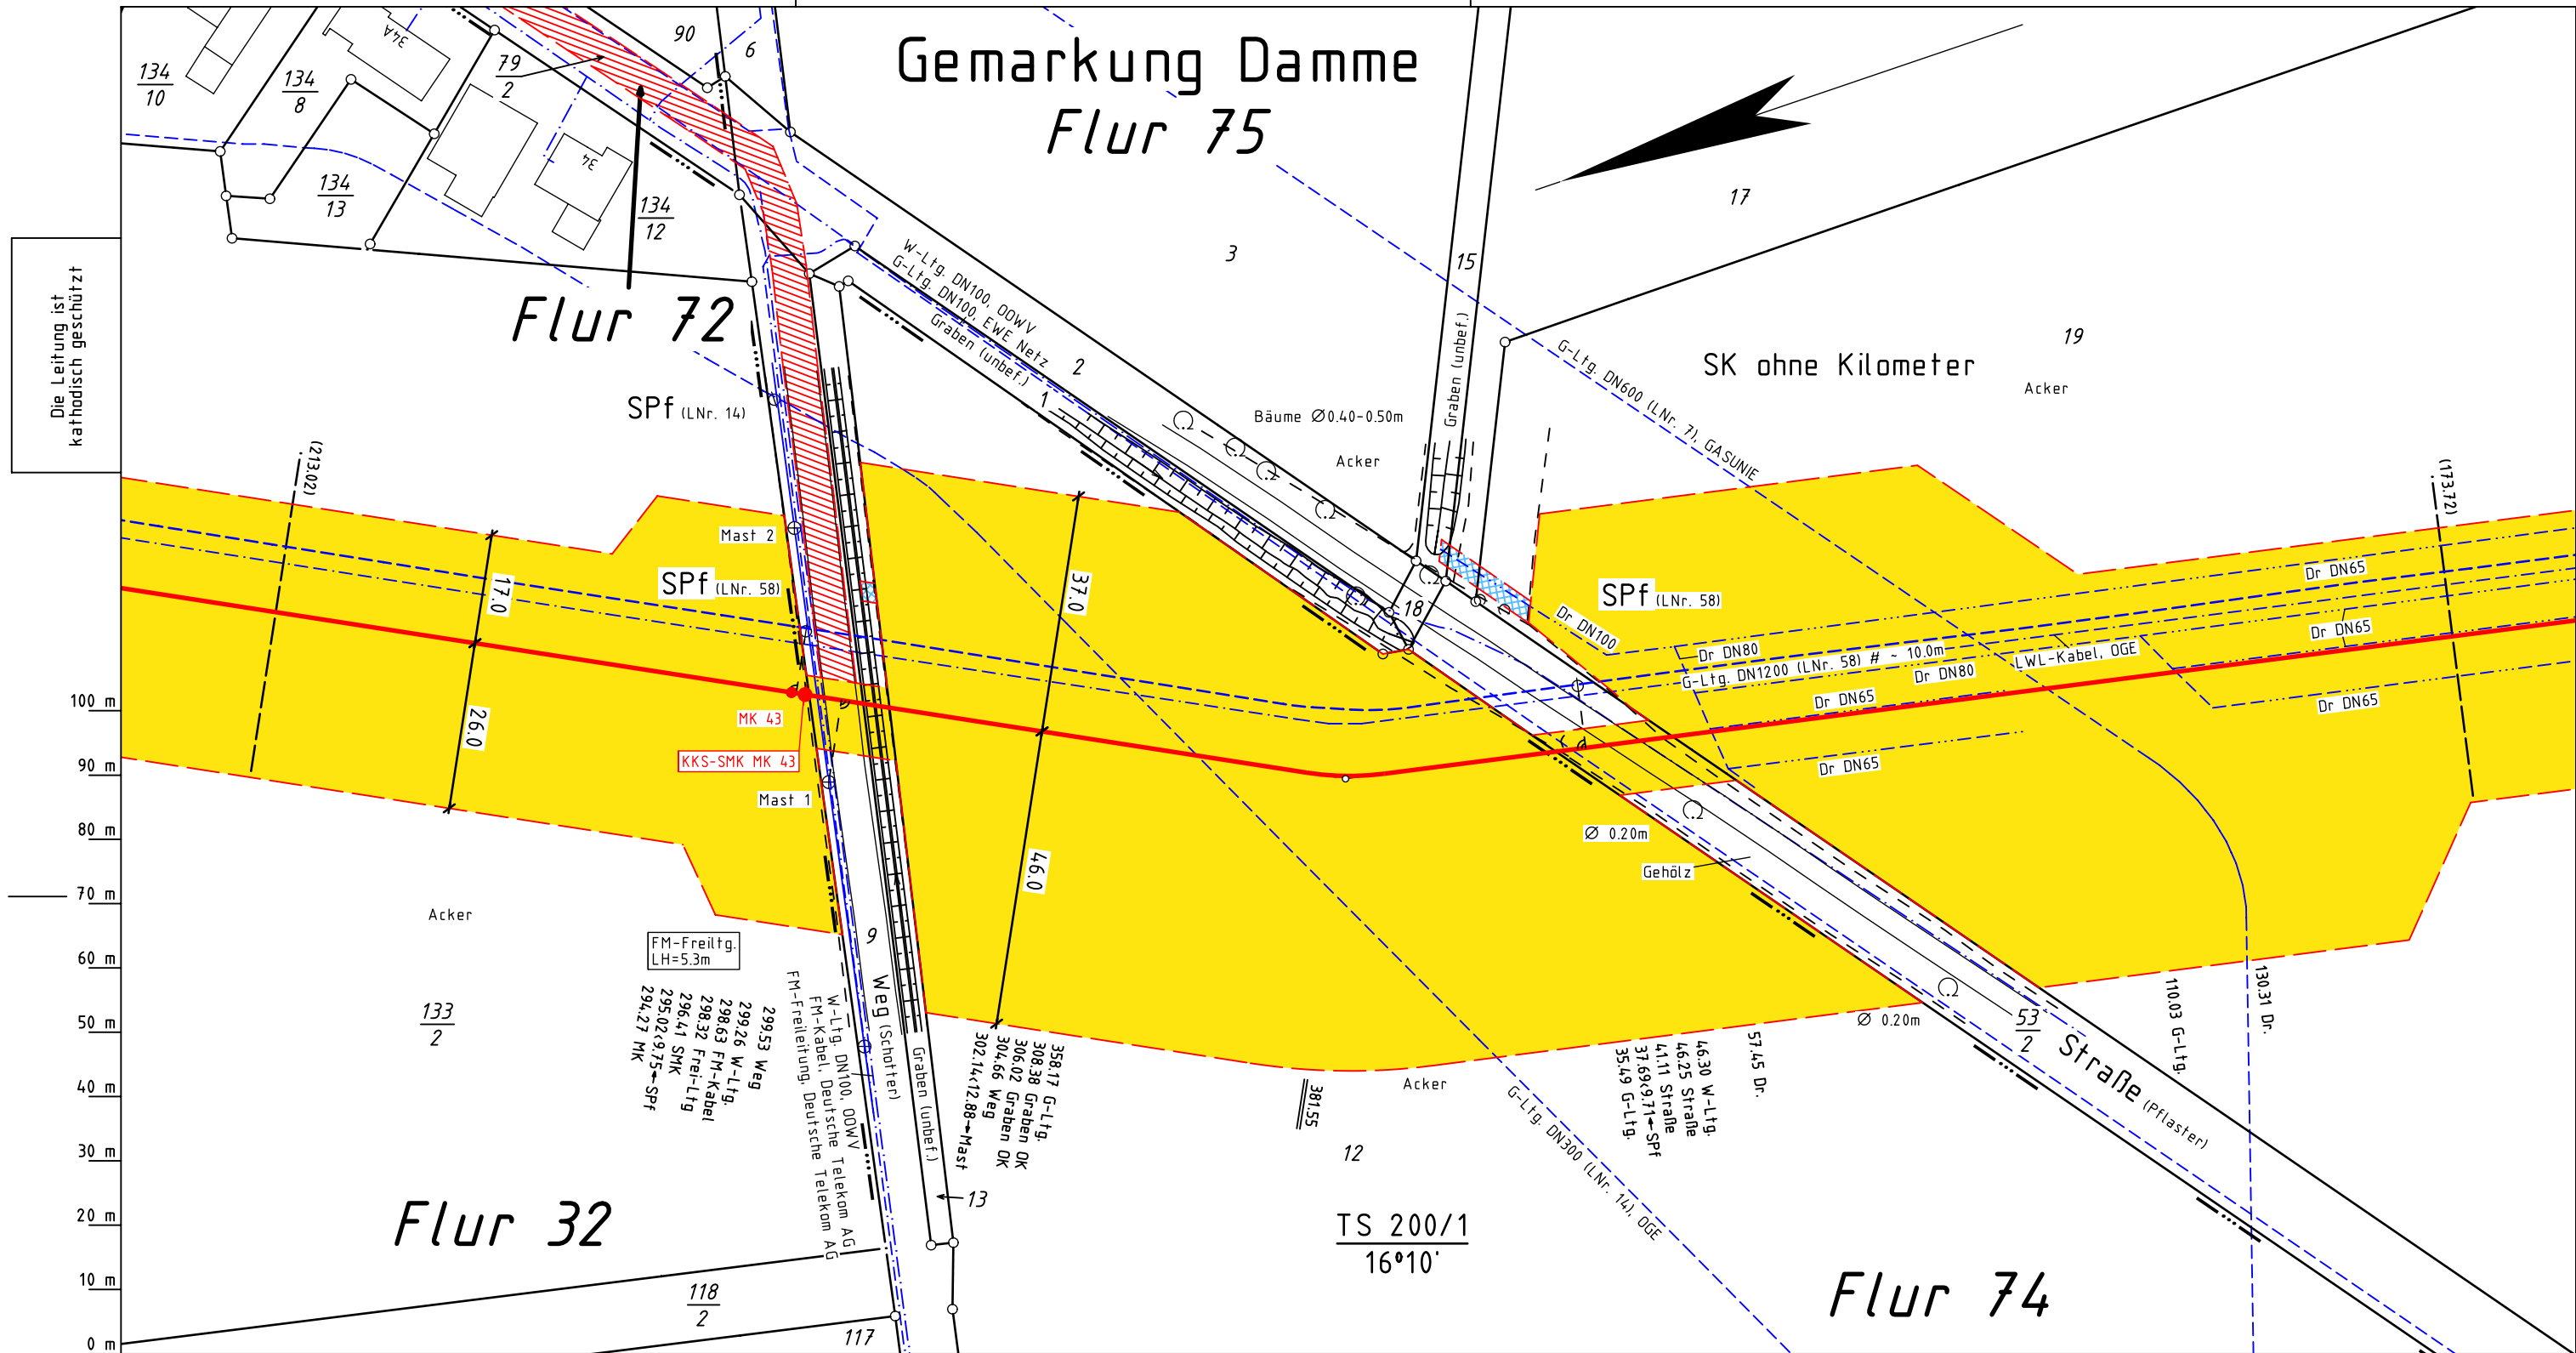 Gemarkung Damme
Flur 75
134
10
134
8
34A
79
2
90
6
134
13
34
134
12
Die Leitung ist
kathodisch geschützt
Flur 72
3
15
17
19
SK ohne Kilometer
Acker
W-Ltg. DN100, OOWV
G-Ltg. DN100, EWE Netz
Graben (unbef.)
2
1
Graben (unbef.)
G-Ltg. DN600 (LNr. 7), GASUNIE
SPf (LNr. 14)
Bäume Ø0.40-0.50m
Acker
(213.02)
(173.72)
Mast 2
SPf (LNr. 58)
17.0
37.0
18
SPf (LNr. 58)
Dr DN100
Dr DN65
Dr DN65
Dr DN80
G-Ltg. DN1200 (LNr. 58) # ~ 10.0m
LWL-Kabel, OGE
Dr DN80
Dr DN65
Dr DN65
Dr DN65
26.0
MK 43
KKS-SMK MK 43
Mast 1
46.0
Ø 0.20m
Gehölz
100 m
90 m
80 m
70 m
60 m
50 m
40 m
30 m
20 m
10 m
0 m
Acker
FM-Freiltg.
LH=5.3m
133
2
9
Weg (Schotter)
Graben (unbef.)
299.53 Weg
299.26 W-Ltg.
298.63 FM-Kabel
298.32 Frei-Ltg
296.41 SMK
295.02<9.75→SPf
294.27 MK
W-Ltg. DN100, OOWV
FM-Kabel, Deutsche Telekom AG
FM-Freileitung, Deutsche Telekom AG
358.17 G-Ltg.
308.38 Graben OK
306.02 Graben OK
304.66 Weg
302.14<12.88→Mast
381.55
Acker
12
13
46.30 W-Ltg.
46.25 Straße
41.11 Straße
37.69<9.71→SPf
35.49 G-Ltg.
57.45 Dr.
Ø 0.20m
53
2
Straße (Pflaster)
110.03 G-Ltg.
130.31 Dr.
G-Ltg. DN300 (LNr. 14), OGE
Flur 32
TS 200/1
16°10'
Flur 74
118
2
117